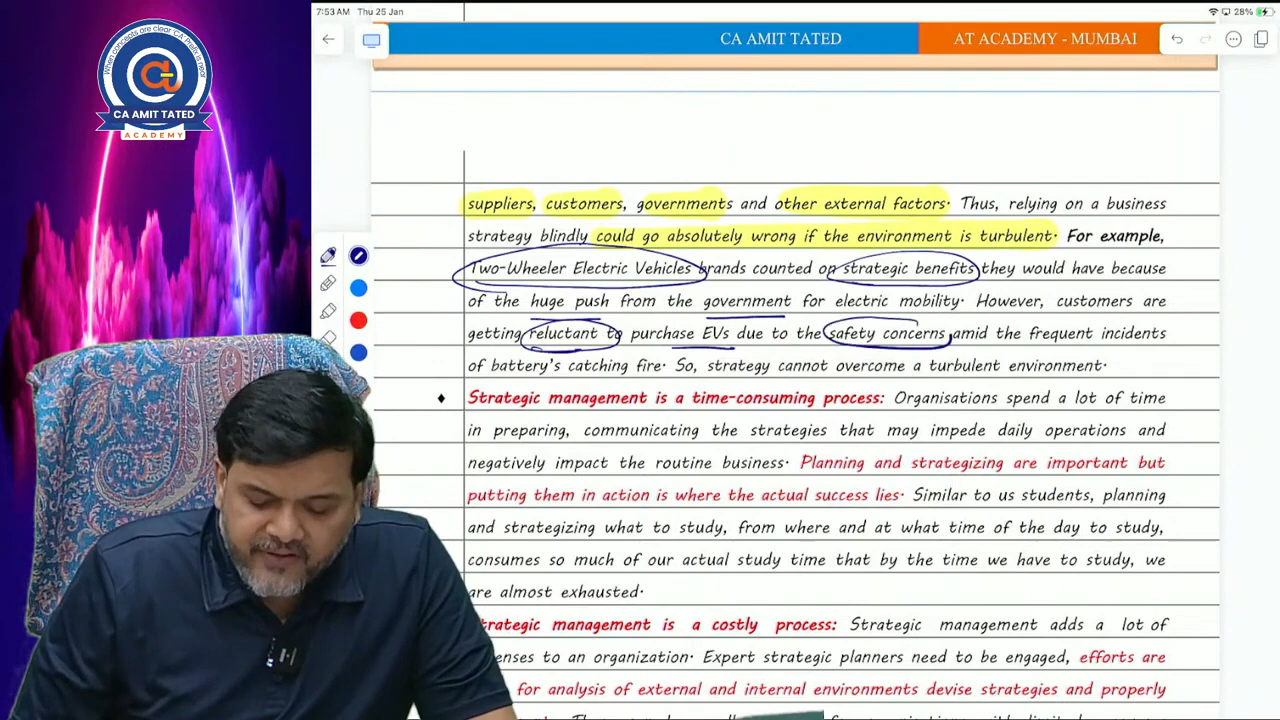 7:53 AM Thu 25 Jan
28%
When concepts are clear CA Prefix is near
CA AMIT TATED
ACADEMY
CA AMIT TATED
AT ACADEMY - MUMBAI
suppliers, customers, governments and other external factors. Thus, relying on a business
strategy blindly could go absolutely wrong if the environment is turbulent. For example,
Two-Wheeler Electric Vehicles brands counted on strategic benefits they would have because
of the huge push from the government for electric mobility. However, customers are
getting reluctant to purchase EVs due to the safety concerns amid the frequent incidents
of battery's catching fire. So, strategy cannot overcome a turbulent environment.
♦ Strategic management is a time-consuming process: Organisations spend a lot of time
in preparing, communicating the strategies that may impede daily operations and
negatively impact the routine business. Planning and strategizing are important but
putting them in action is where the actual success lies. Similar to us students, planning
and strategizing what to study, from where and at what time of the day to study,
consumes so much of our actual study time that by the time we have to study, we
are almost exhausted.
trategic management is a costly process: Strategic management adds a lot of
enses to an organization. Expert strategic planners need to be engaged, efforts are
for analysis of external and internal environments devise strategies and properly